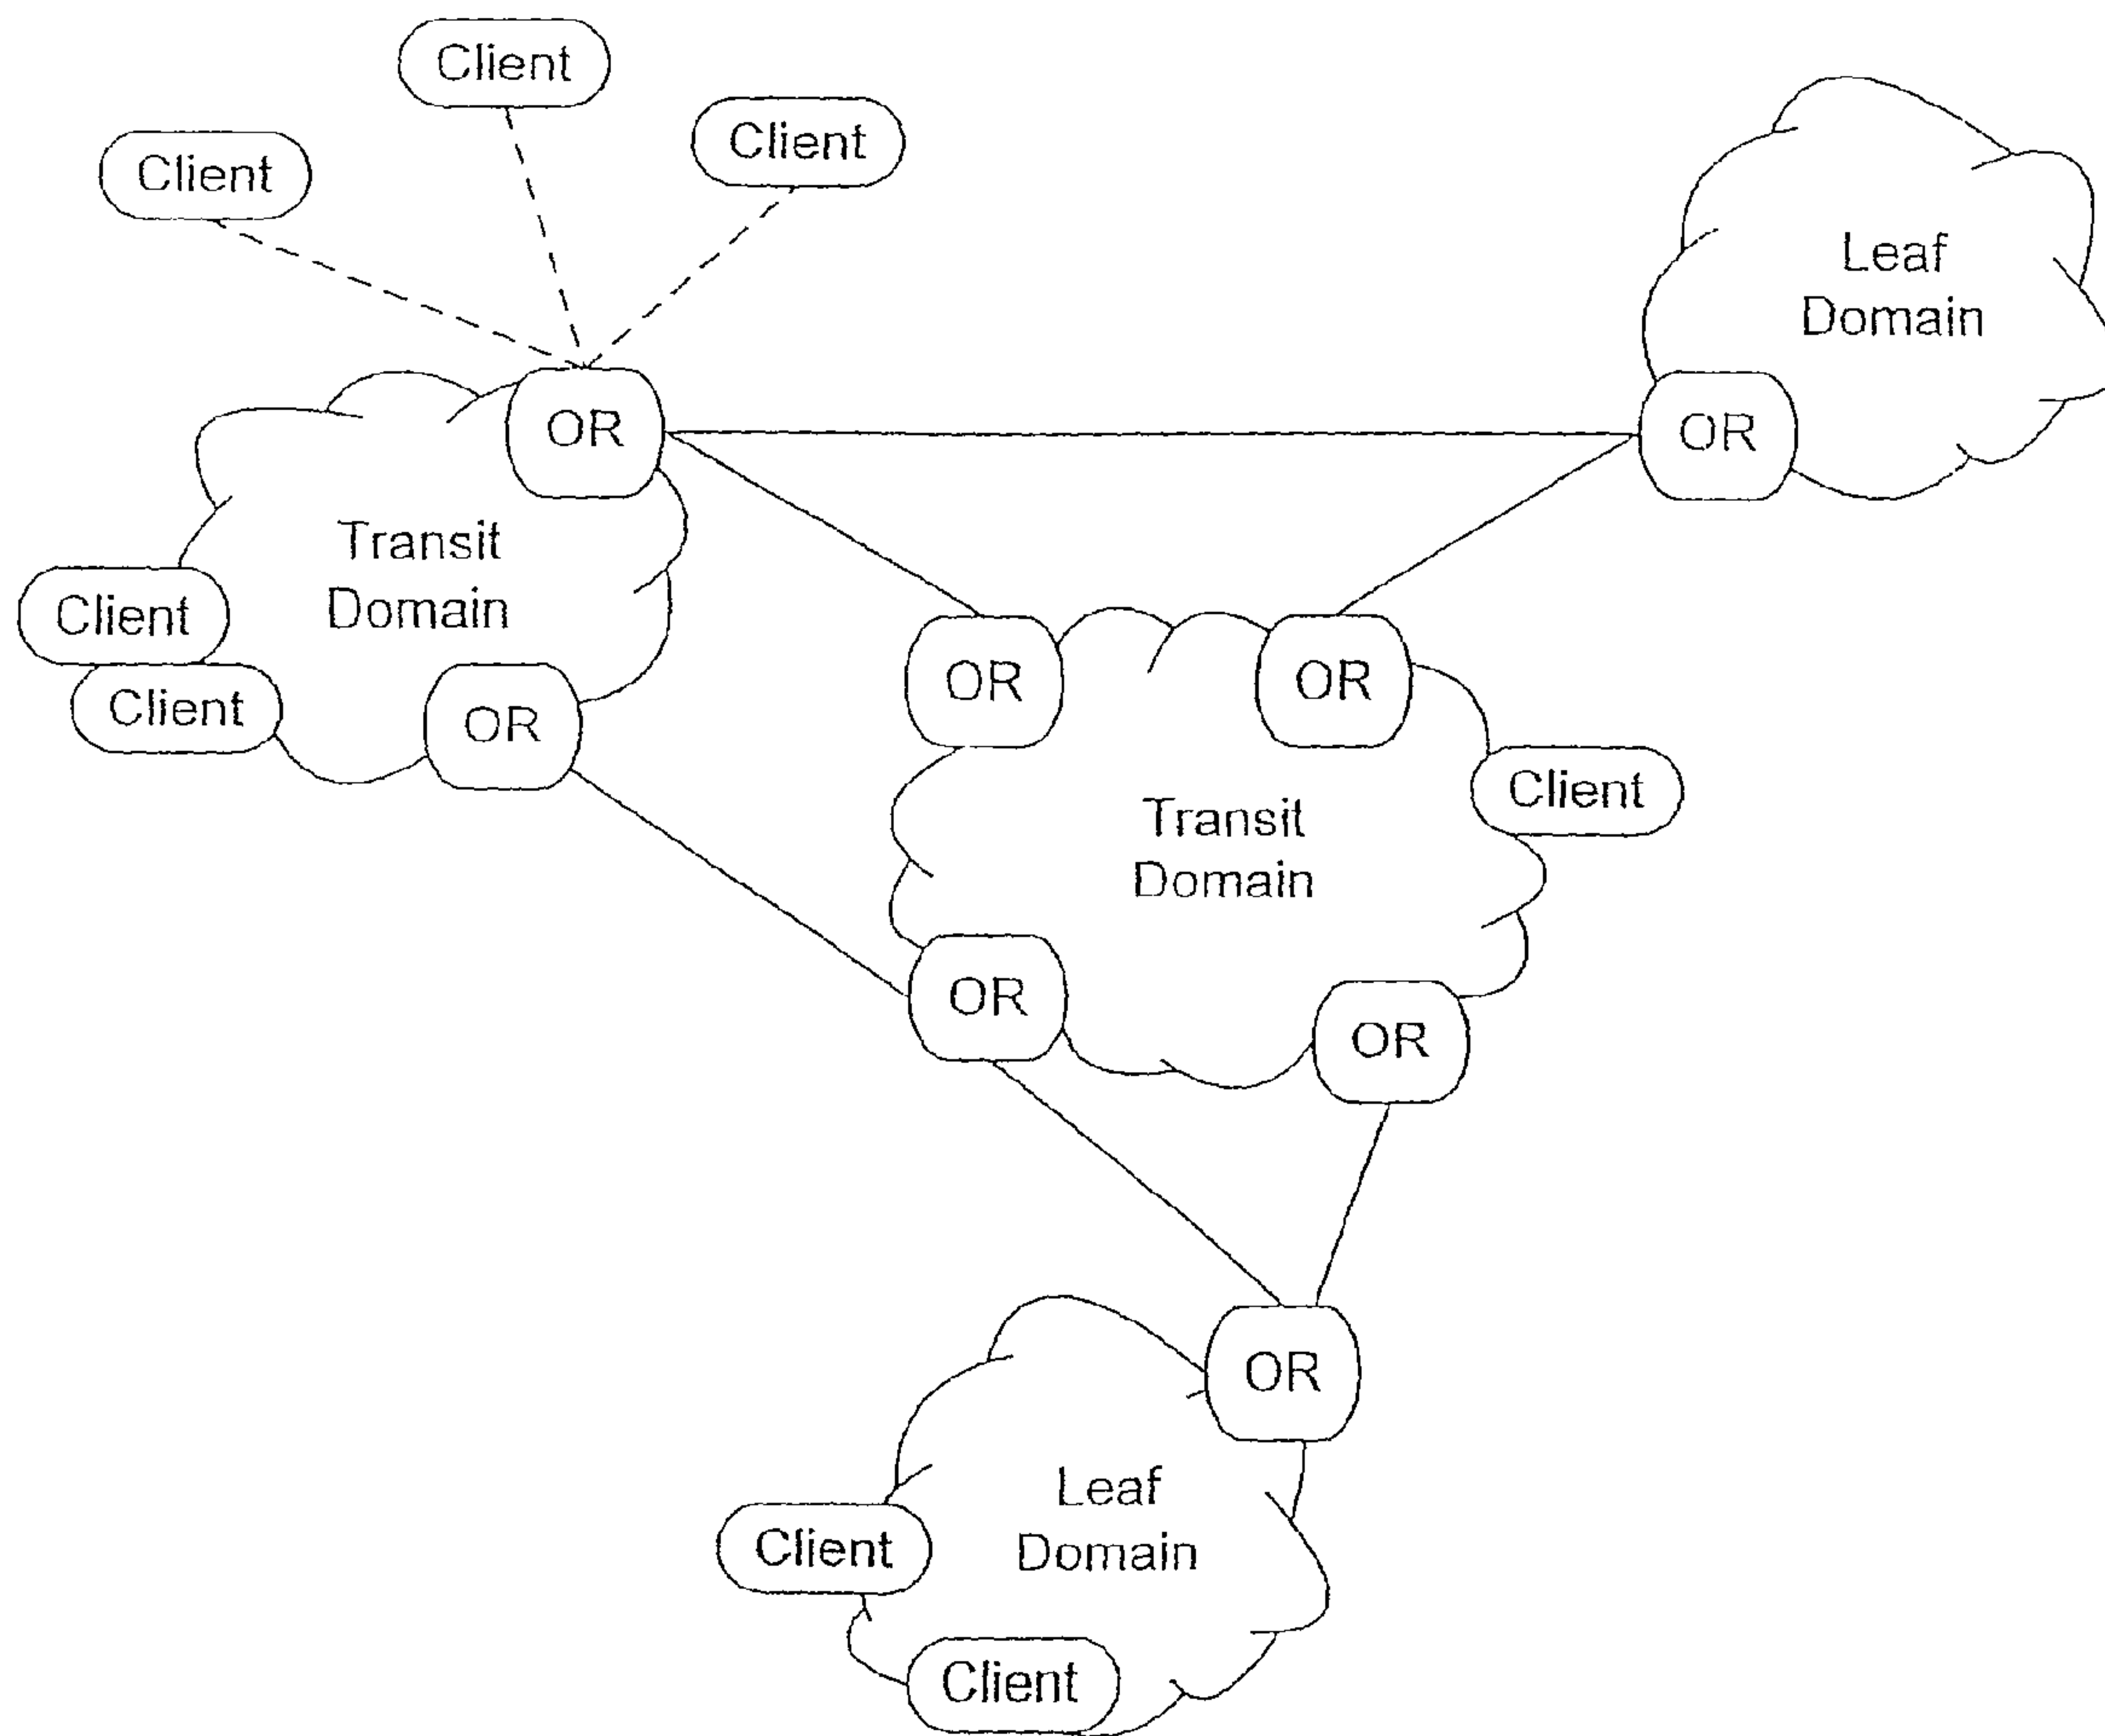 Client
Client
Client
Leaf
Domain
OR
OR
Transit
Domain
Client
Client
OR
OR
OR
Client
Transit
Domain
OR
OR
OR
Leaf
Domain
Client
Client